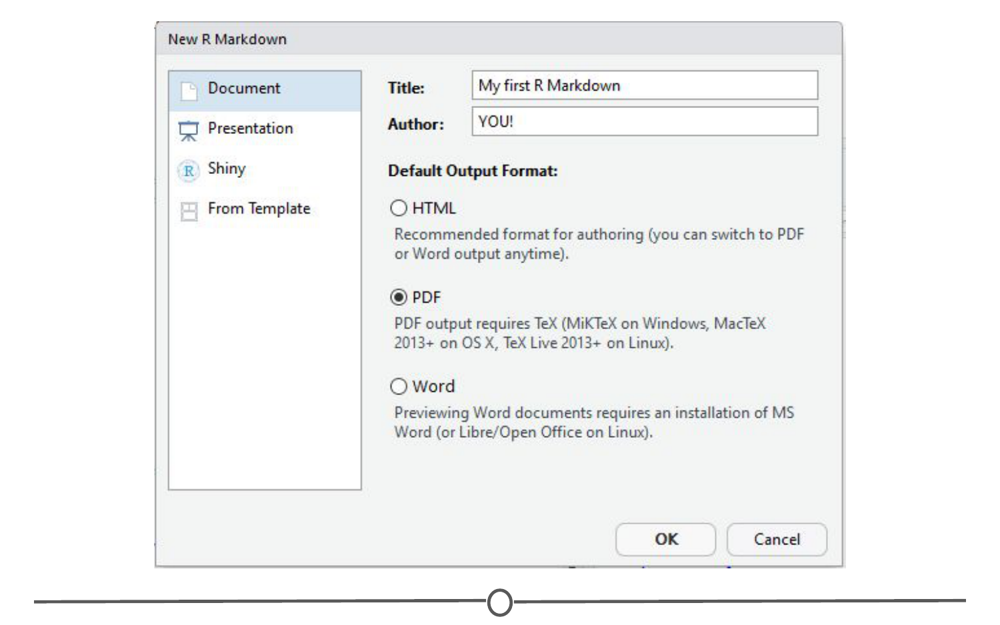 New R Markdown
Document
Presentation
Shiny
From Template
Title: My first R Markdown
Author: YOU!
Default Output Format:
HTML
Recommended format for authoring (you can switch to PDF
or Word output anytime).
PDF
PDF output requires TeX (MiKTeX on Windows, MacTeX
2013+ on OS X, TeX Live 2013+ on Linux).
Word
Previewing Word documents requires an installation of MS
Word (or Libre/Open Office on Linux).
OK Cancel